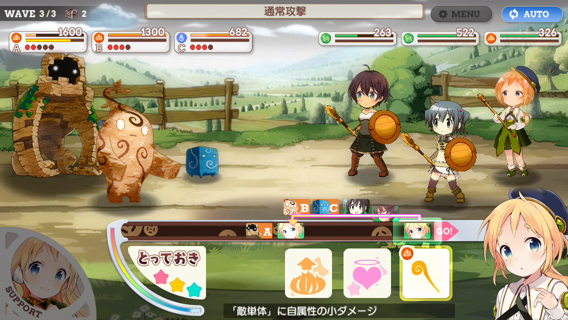 WAVE 3/3 2
通常攻撃
MENU
AUTO
A 1600
B 1300
C 682
263
522
326
B C
A
GO!
とっておき
SUPPORT
「敵単体」に自属性の小ダメージ